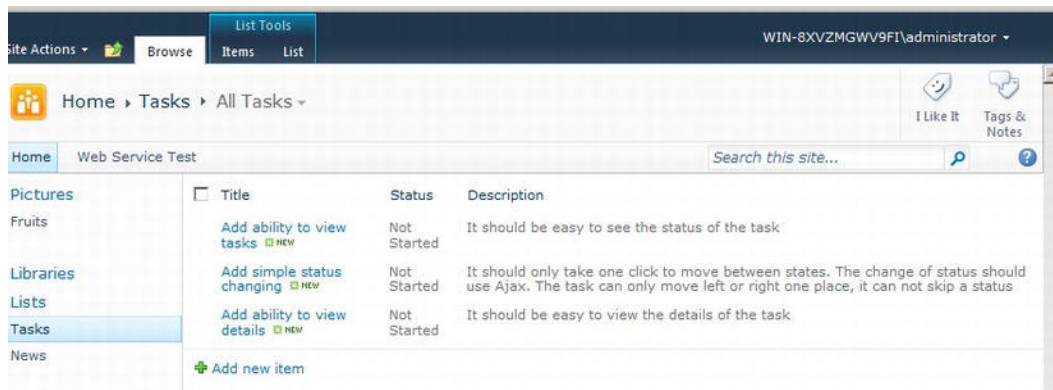 List Tools
Site Actions
Browse
Items
List
WIN-8XVZMGWV9FI\administrator
Home ▸ Tasks ▸ All Tasks
I Like It
Tags &
Notes
Home
Web Service Test
Search this site...
Pictures
Fruits
Libraries
Lists
Tasks
News
Title Status Description
Add ability to view Not It should be easy to see the status of the task
tasks NEW Started
Add simple status Not It should only take one click to move between states. The change of status should
changing NEW Started use Ajax. The task can only move left or right one place, it can not skip a status
Add ability to view Not It should be easy to view the details of the task
details NEW Started
Add new item